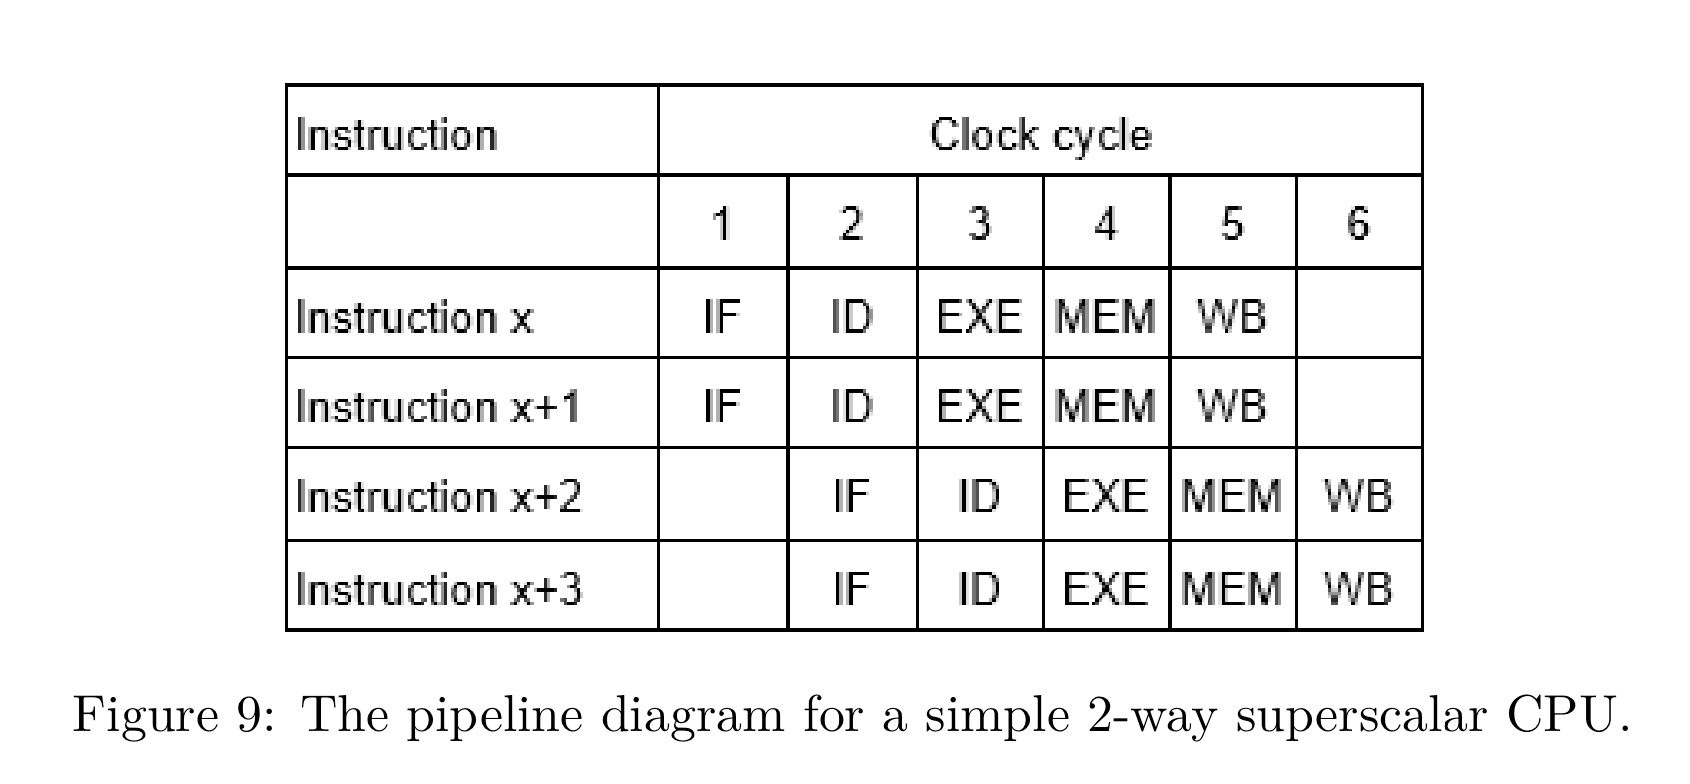 Instruction Clock cycle
1 2 3 4 5 6
Instruction x IF ID EXE MEM WB
Instruction x+1 IF ID EXE MEM WB
Instruction x+2 IF ID EXE MEM WB
Instruction x+3 IF ID EXE MEM WB
Figure 9: The pipeline diagram for a simple 2-way superscalar CPU.